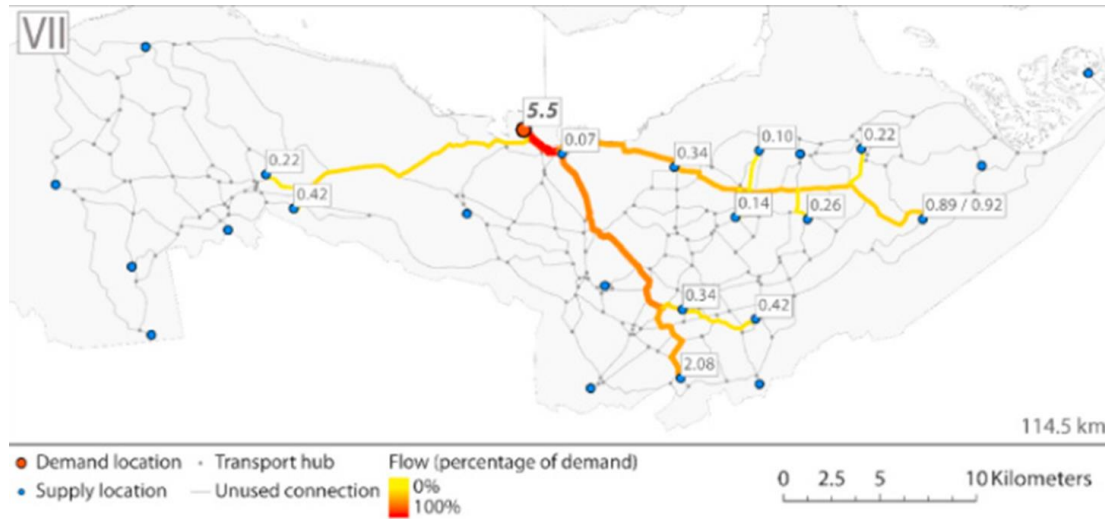 VII
5.5
0.07
0.10
0.22
0.34
0.22
0.42
0.14
0.26
0.89 / 0.92
0.34
0.42
2.08
114.5 km
Demand location
Transport hub
Flow (percentage of demand)
Supply location
Unused connection
0%
100%
0 2.5 5 10 Kilometers